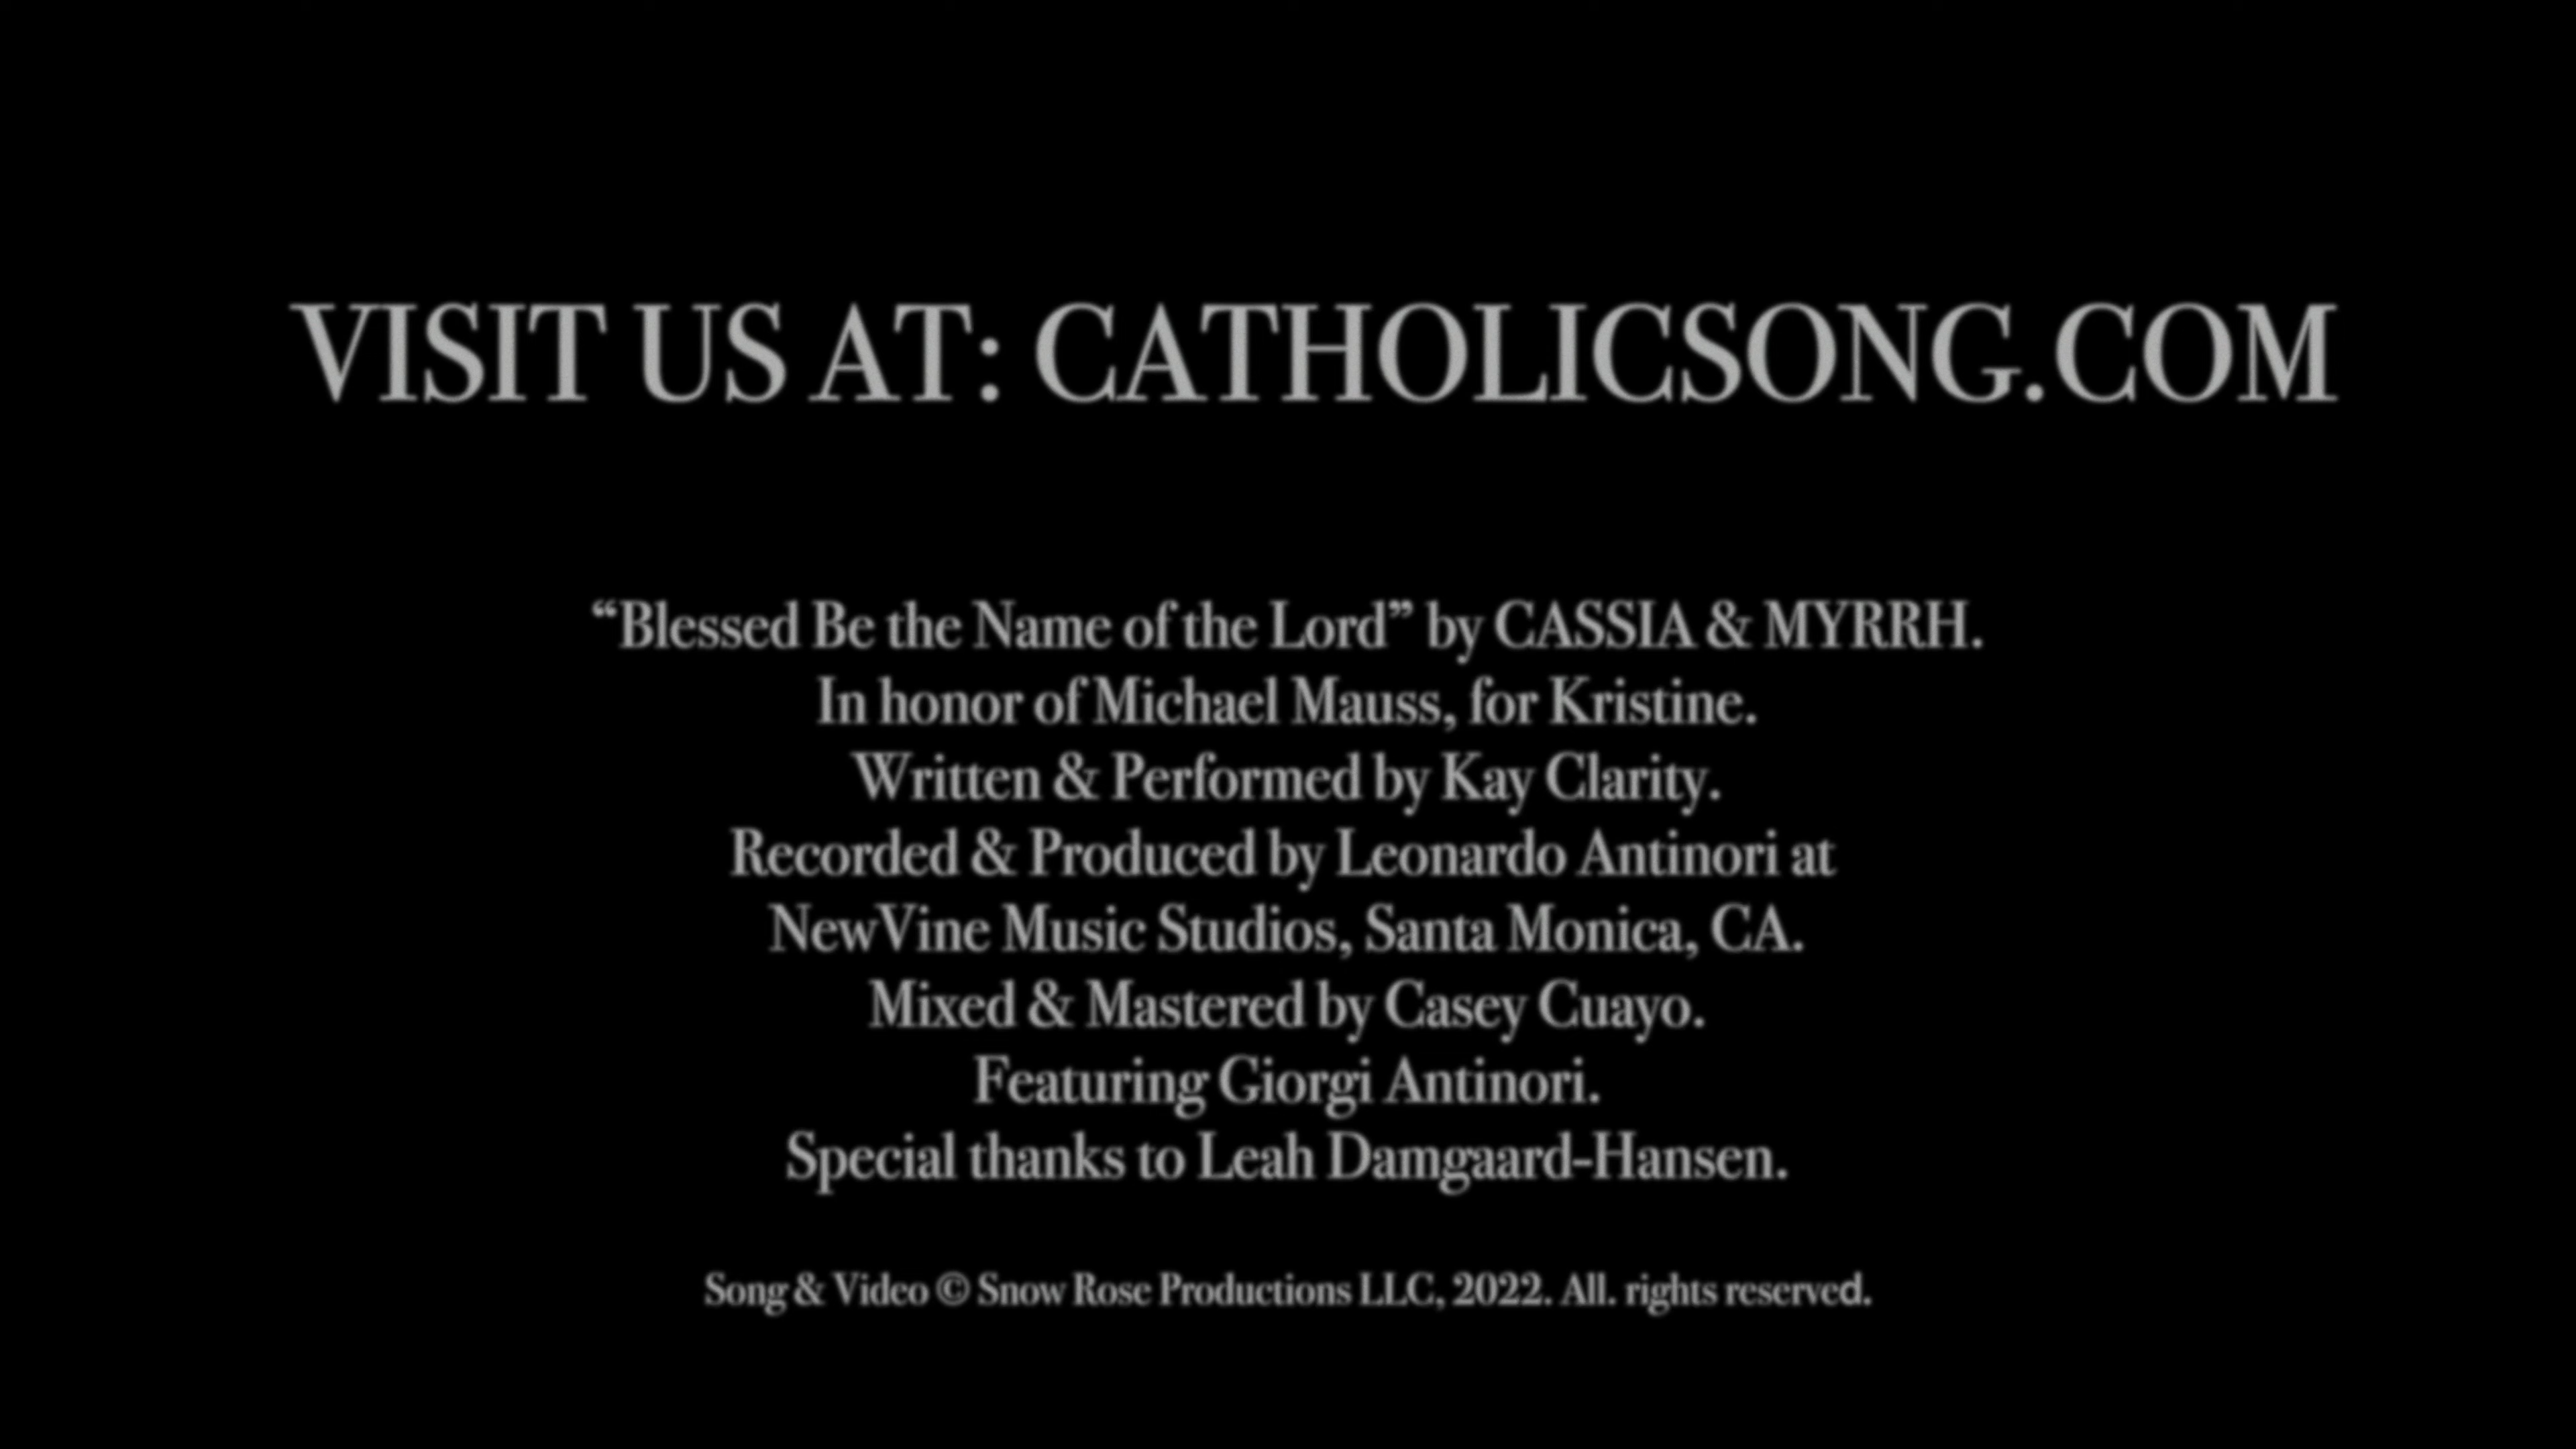 VISIT US AT: CATHOLICSONG.COM
“Blessed Be the Name of the Lord” by CASSIA & MYRRH.
In honor of Michael Mauss, for Kristine.
Written & Performed by Kay Clarity.
Recorded & Produced by Leonardo Antinori at
NewVine Music Studios, Santa Monica, CA.
Mixed & Mastered by Casey Cuayo.
Featuring Giorgi Antinori.
Special thanks to Leah Damgaard-Hansen.
Song & Video © Snow Rose Productions LLC, 2022. All. rights reserved.